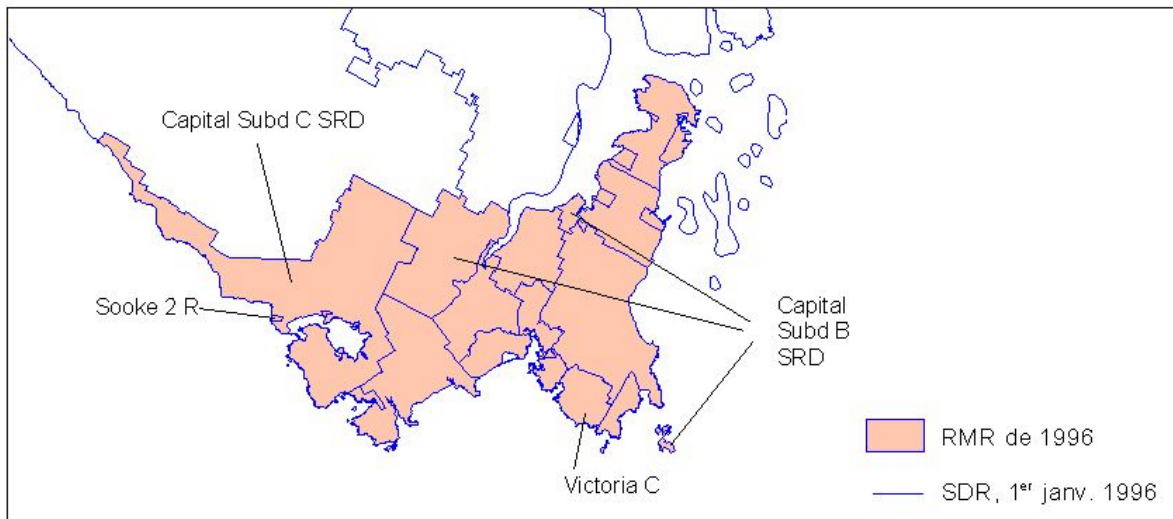 Capital Subd C SRD
Sooke 2 R
Capital
Subd B
SRD
Victoria C
RMR de 1996
SDR, 1er janv. 1996